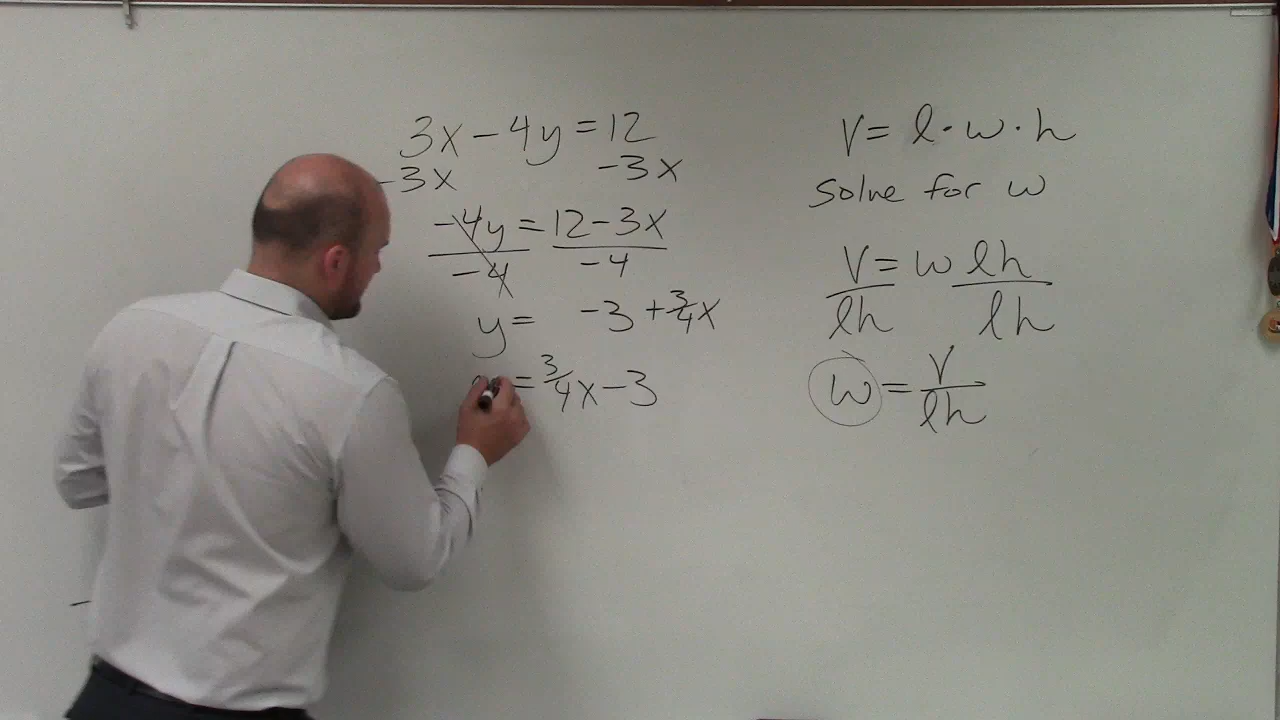 3x - 4y = 12
-3x -3x
-4y = 12 - 3x
-4 -4
y = -3 + 3/4x
= 3/4x - 3
V = l · w · h
Solve for w
V = w lh
lh lh
w = V/lh